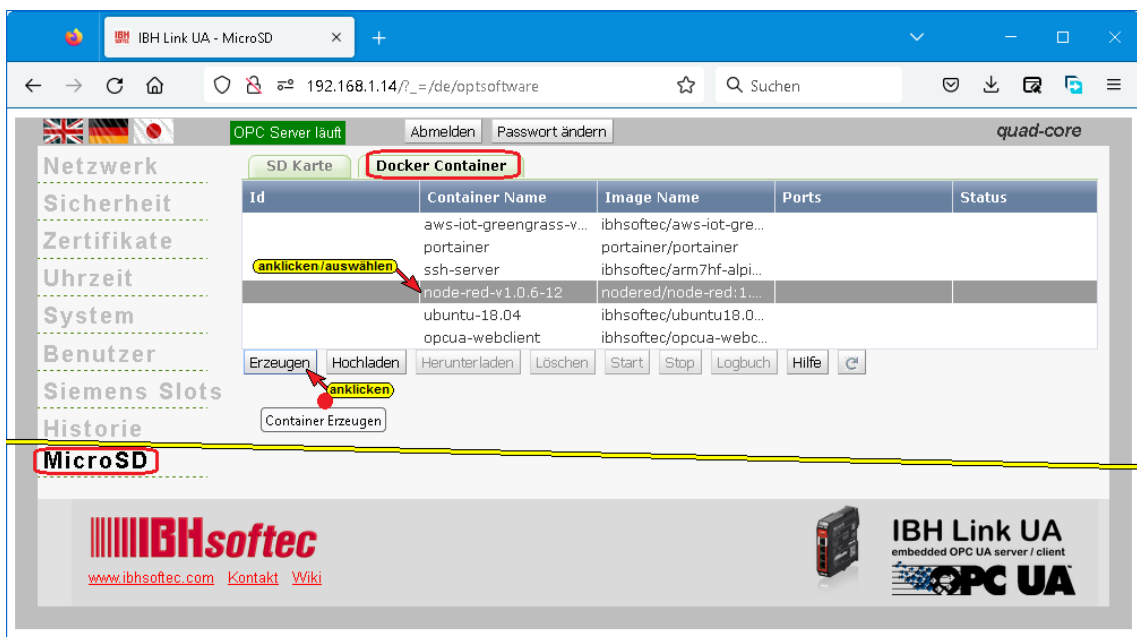 IBH Link UA - MicroSD
192.168.1.14/?_=/de/optsoftware
Suchen
OPC Server läuft
Abmelden
Passwort ändern
quad-core
Netzwerk
Sicherheit
Zertifikate
Uhrzeit
System
Benutzer
Siemens Slots
Historie
MicroSD
SD Karte
Docker Container
Id Container Name Image Name Ports Status
aws-iot-greengrass-v... ibhsoftec/aws-iot-gre...
portainer portainer/portainer
anklicken/auswählen
ssh-server ibhsoftec/arm7hf-alpi...
node-red-v1.0.6-12 nodered/node-red:1....
ubuntu-18.04 ibhsoftec/ubuntu18.0...
opcua-webclient ibhsoftec/opcua-webc...
Erzeugen Hochladen Herunterladen Löschen Start Stop Logbuch Hilfe
anklicken
Container Erzeugen
IBHsoftec
www.ibhsoftec.com Kontakt Wiki
IBH Link UA
embedded OPC UA server / client
OPC UA